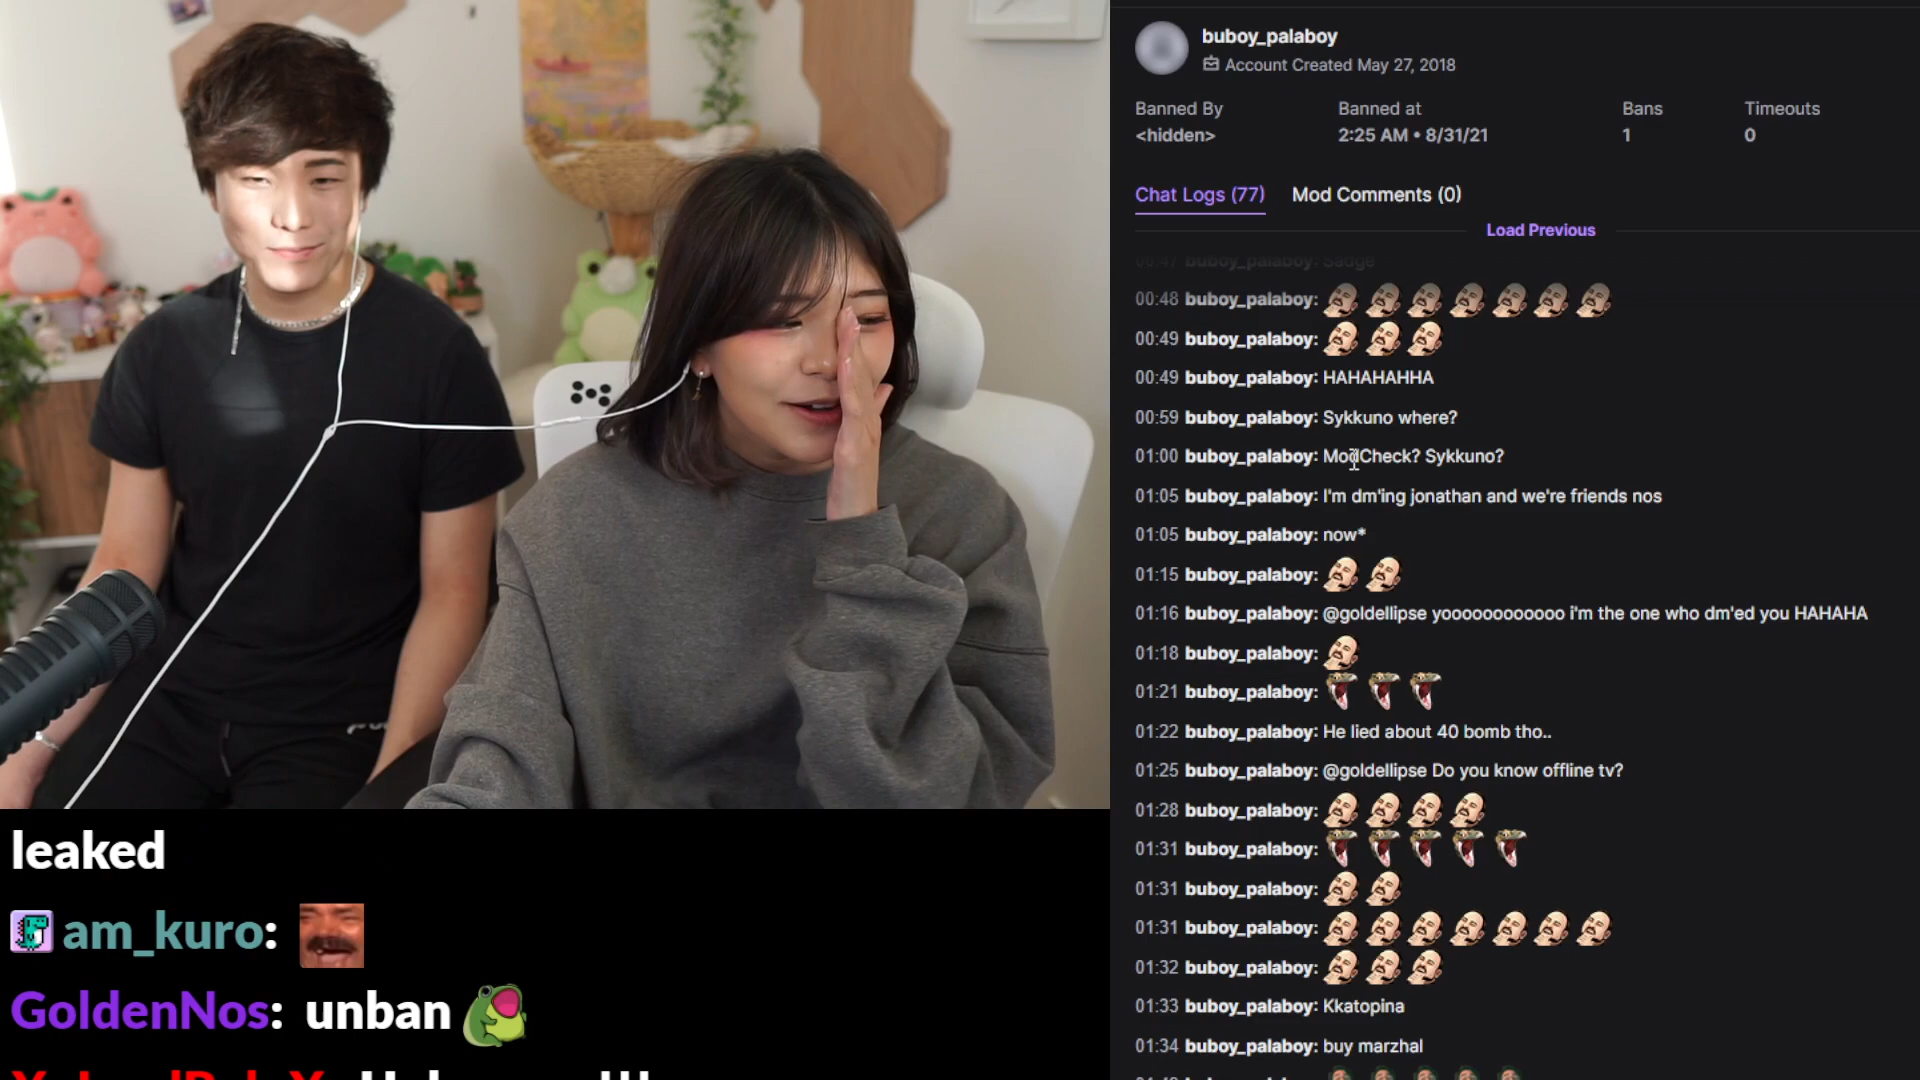 buboy_palaboy
Account Created May 27, 2018
Banned By
<hidden>
Banned at
2:25 AM • 8/31/21
Bans
1
Timeouts
0
Chat Logs (77)
Mod Comments (0)
Load Previous
00:47 buboy_palaboy: Sadge
00:48 buboy_palaboy:
00:49 buboy_palaboy:
00:49 buboy_palaboy: HAHAHAHHA
00:59 buboy_palaboy: Sykkuno where?
01:00 buboy_palaboy: ModCheck? Sykkuno?
01:05 buboy_palaboy: I'm dm'ing jonathan and we're friends nos
01:05 buboy_palaboy: now*
01:15 buboy_palaboy:
01:16 buboy_palaboy: @goldellipse yoooooooooooo i'm the one who dm'ed you HAHAHA
01:18 buboy_palaboy:
01:21 buboy_palaboy:
01:22 buboy_palaboy: He lied about 40 bomb tho..
01:25 buboy_palaboy: @goldellipse Do you know offline tv?
01:28 buboy_palaboy:
01:31 buboy_palaboy:
01:31 buboy_palaboy:
01:31 buboy_palaboy:
01:32 buboy_palaboy:
01:33 buboy_palaboy: Kkatopina
01:34 buboy_palaboy: buy marzhal
leaked
am_kuro:
GoldenNos: unban